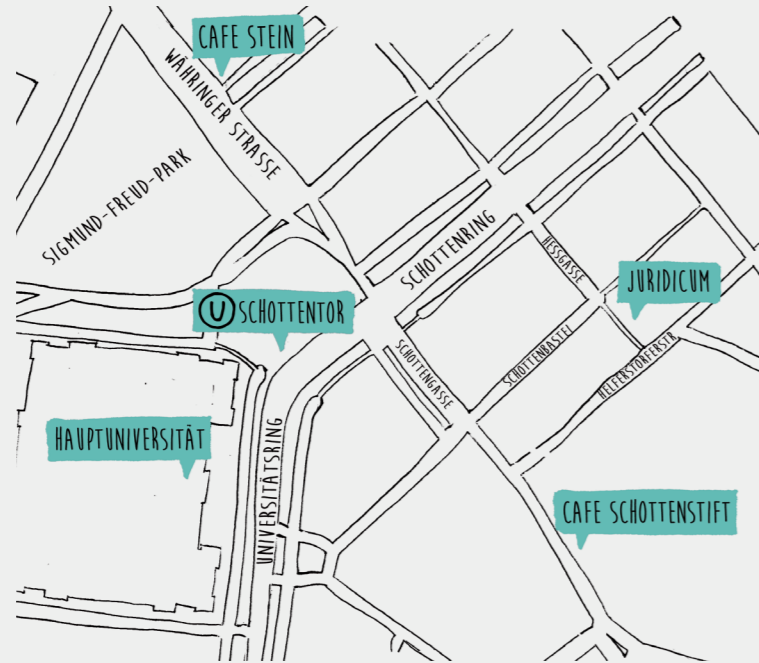 CAFE STEIN
WÄHRINGER STRASSE
SIGMUND-FREUD-PARK
SCHOTTENRING
HESSGASSE
JURIDICUM
U SCHOTTENTOR
SCHOTTENGASSE
SCHOTTENBASTEI
HELFERSTORFERSTR.
HAUPTUNIVERSITÄT
UNIVERSITÄTSRING
CAFE SCHOTTENSTIFT